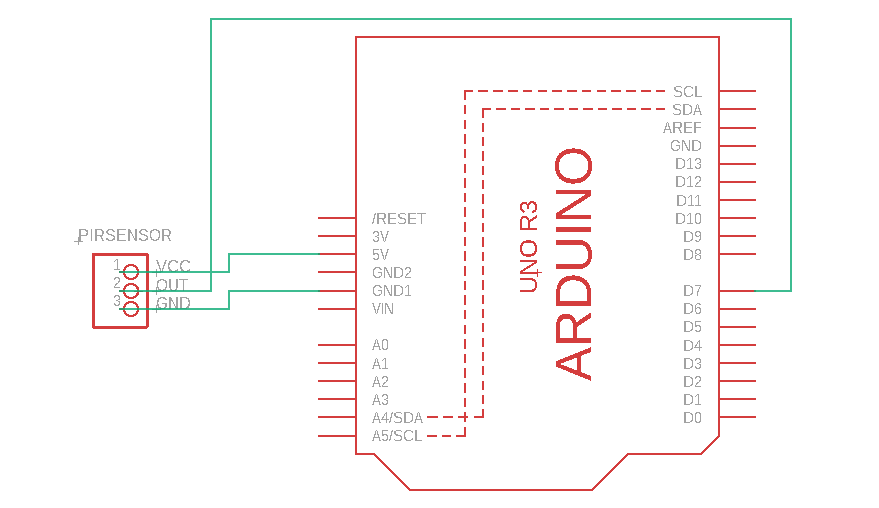 PIRSENSOR
1
VCC
2
OUT
3
GND
/RESET
3V
5V
GND2
GND1
VIN
A0
A1
A2
A3
A4/SDA
A5/SCL
UNO R3
ARDUINO
SCL
SDA
AREF
GND
D13
D12
D11
D10
D9
D8
D7
D6
D5
D4
D3
D2
D1
D0